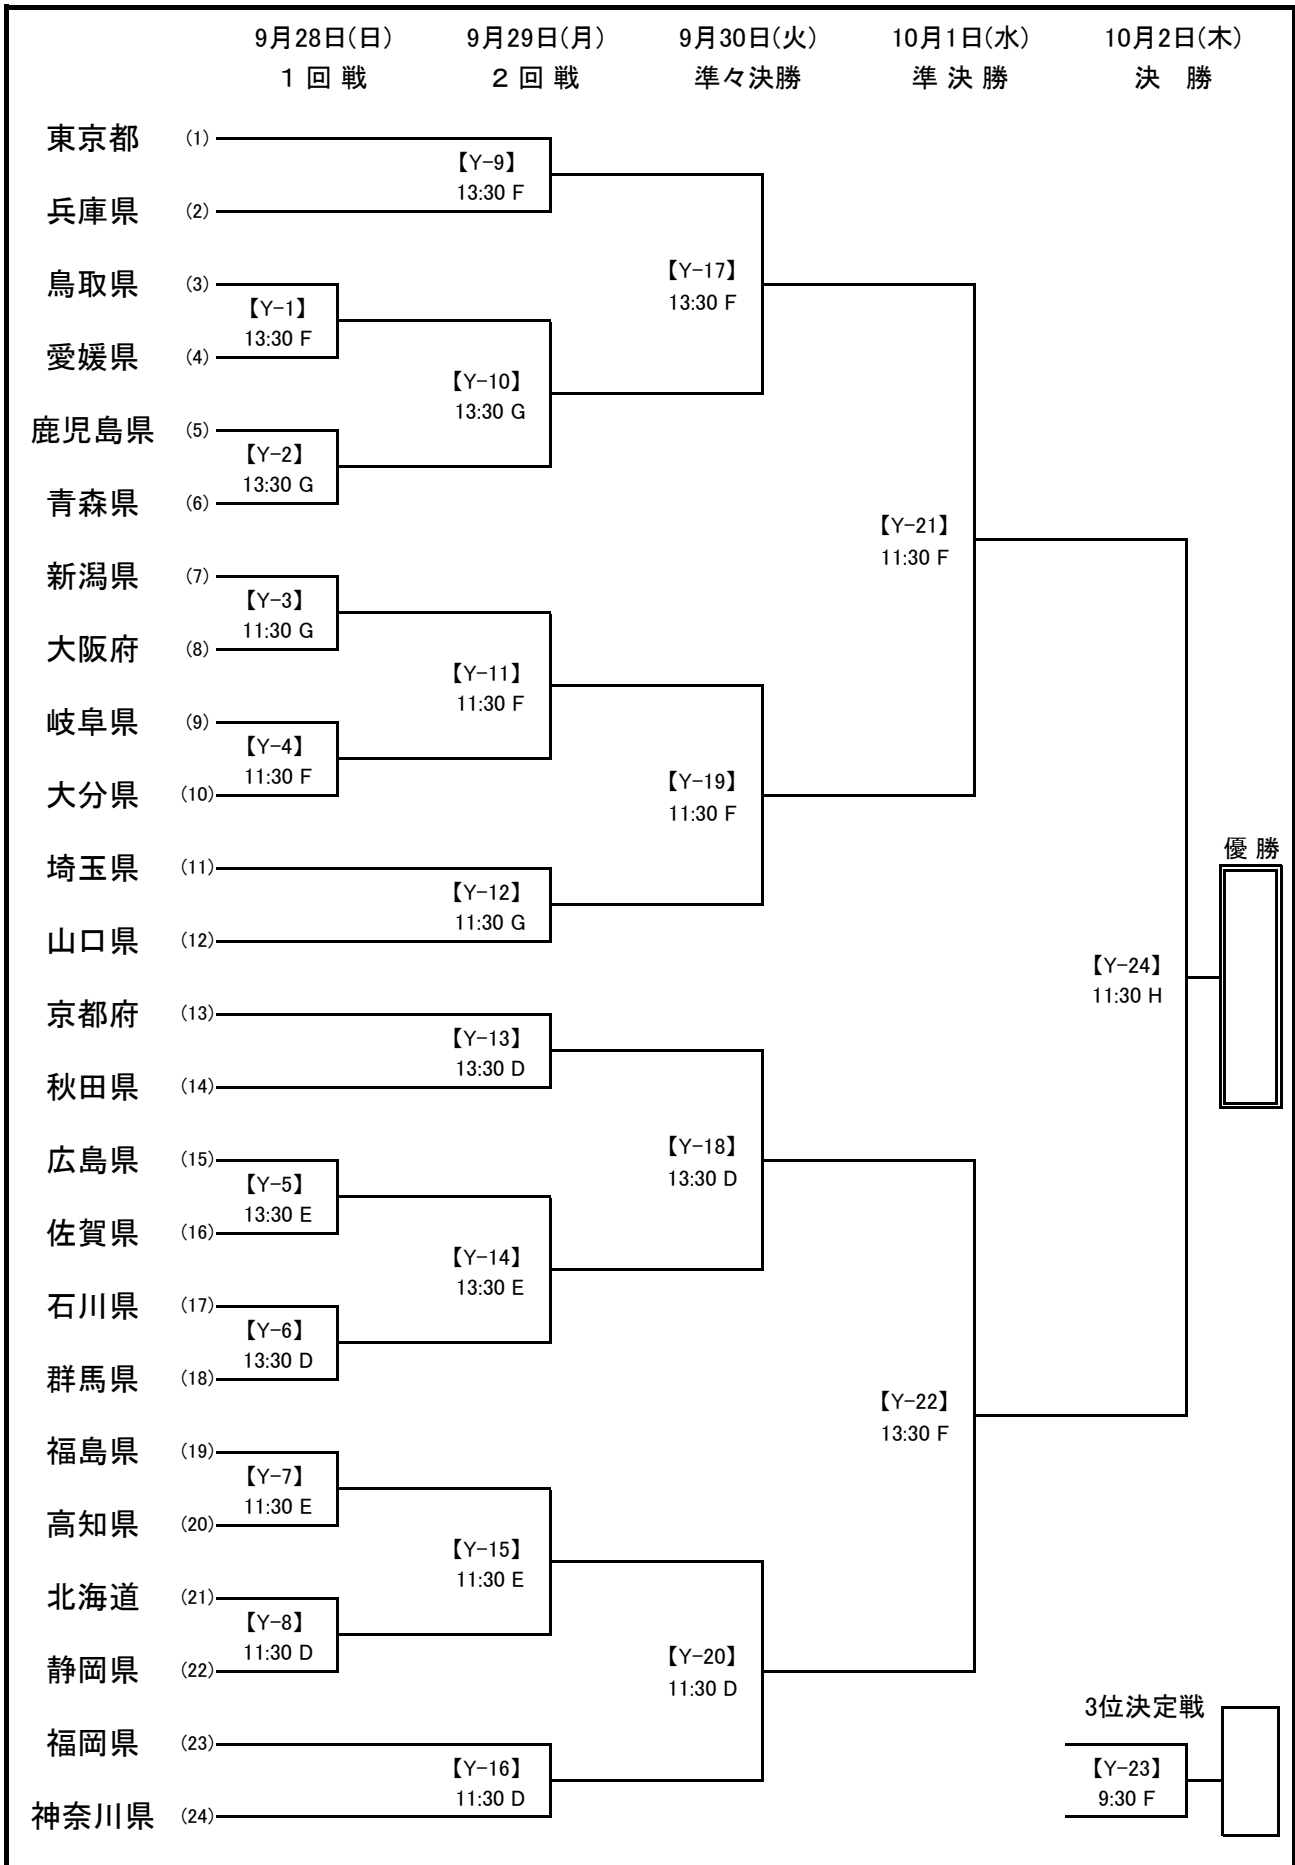 9月28日(日) 9月29日(月) 9月30日(火) 10月1日(水) 10月2日(木)
1 回 戦 2 回 戦 準々決勝 準 決 勝 決 勝
東京都 (1)
【Y-9】
13:30 F
兵庫県 (2)
【Y-17】
13:30 F
鳥取県 (3)
【Y-1】
13:30 F
愛媛県 (4)
【Y-10】
13:30 G
鹿児島県 (5)
【Y-2】
13:30 G
青森県 (6)
【Y-21】
11:30 F
新潟県 (7)
【Y-3】
11:30 G
大阪府 (8)
【Y-11】
11:30 F
岐阜県 (9)
【Y-4】
11:30 F
大分県 (10)
【Y-19】
11:30 F
優 勝
埼玉県 (11)
【Y-12】
11:30 G
山口県 (12)
【Y-24】
11:30 H
京都府 (13)
【Y-13】
13:30 D
秋田県 (14)
【Y-18】
13:30 D
広島県 (15)
【Y-5】
13:30 E
佐賀県 (16)
【Y-14】
13:30 E
石川県 (17)
【Y-6】
13:30 D
群馬県 (18)
【Y-22】
13:30 F
福島県 (19)
【Y-7】
11:30 E
高知県 (20)
【Y-15】
11:30 E
北海道 (21)
【Y-8】
11:30 D
静岡県 (22)
【Y-20】
11:30 D
3位決定戦
福岡県 (23)
【Y-16】
11:30 D
【Y-23】
9:30 F
神奈川県 (24)